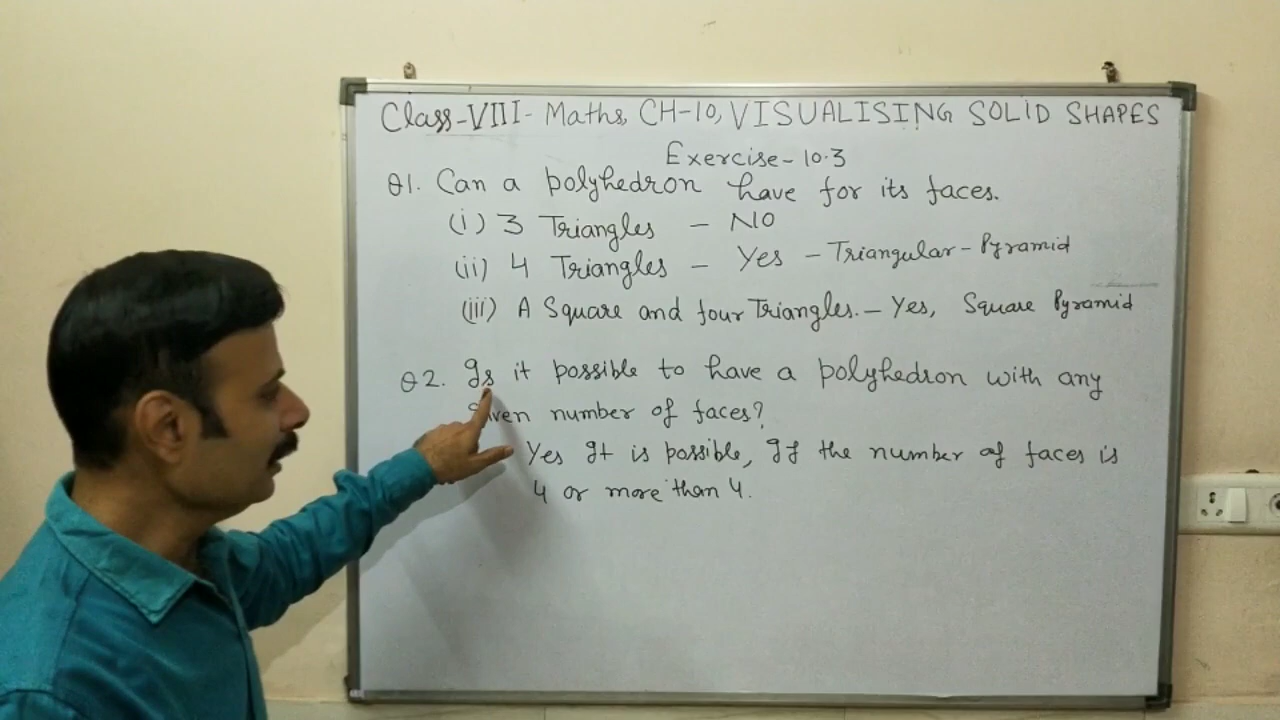 Class-VIII- Maths, CH-10, VISUALISING SOLID SHAPES
Exercise- 10.3
Q1. Can a polyhedron have for its faces.
(i) 3 Triangles - NO
(ii) 4 Triangles - Yes - Triangular-Pyramid
(iii) A Square and four Triangles. - Yes, Square Pyramid
Q2. Is it possible to have a polyhedron with any
given number of faces?
Yes It is possible, If the number of faces is
4 or more than 4.